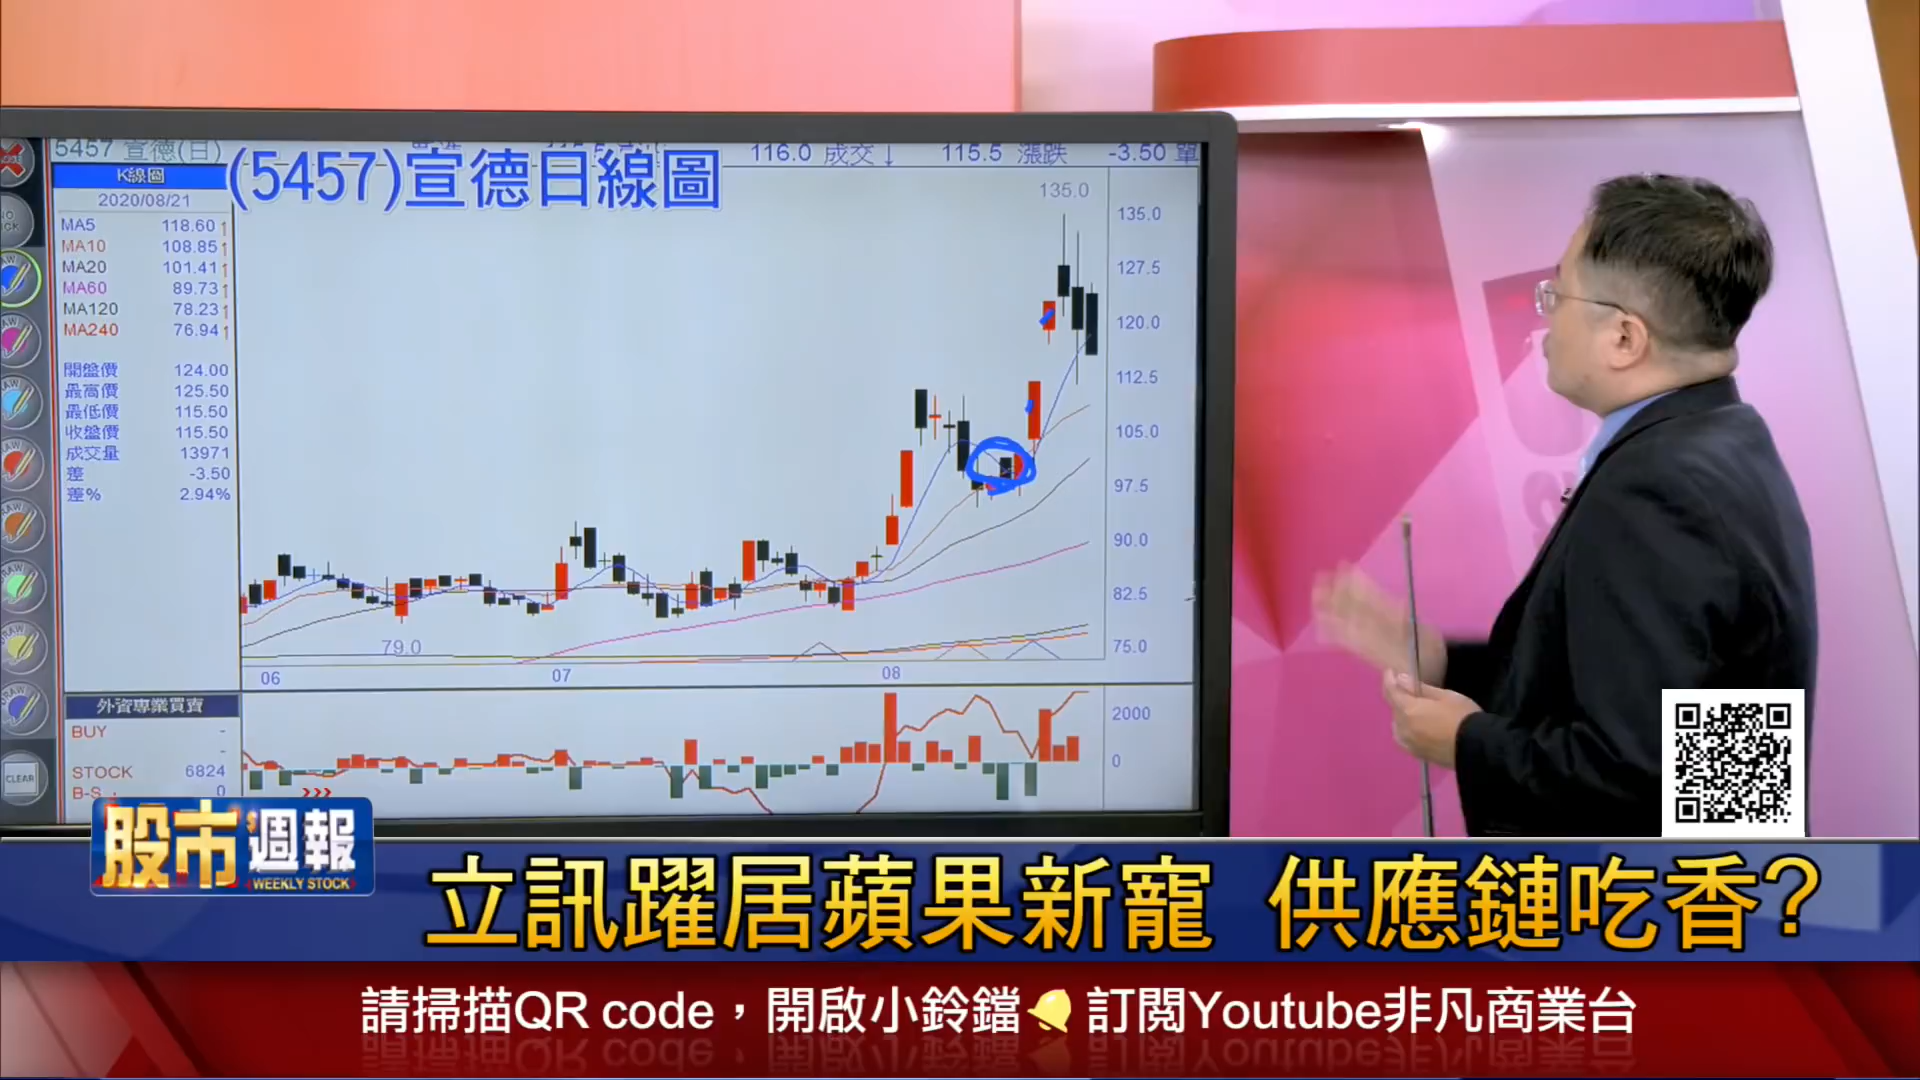 5457 宣德(日)
116.0 成交↓ 115.5 漲跌 -3.50 單
(5457)宣德日線圖
K線圖
2020/08/21
MA5 118.60↑
MA10 108.85↑
MA20 101.41↑
MA60 89.73↑
MA120 78.23↑
MA240 76.94↑
開盤價 124.00
最高價 125.50
最低價 115.50
收盤價 115.50
成交量 13971
差 -3.50
差% 2.94%
135.0
135.0
127.5
120.0
112.5
105.0
97.5
90.0
82.5
75.0
79.0
06 07 08
外資專業買賣
BUY -
-
STOCK 6824
B-S 0
2000
0
DRAW
DRAW
DRAW
DRAW
DRAW
DRAW
CLEAR
股市週報
WEEKLY STOCK
立訊躍居蘋果新寵 供應鏈吃香?
請掃描QR code，開啟小鈴鐺🔔訂閱Youtube非凡商業台